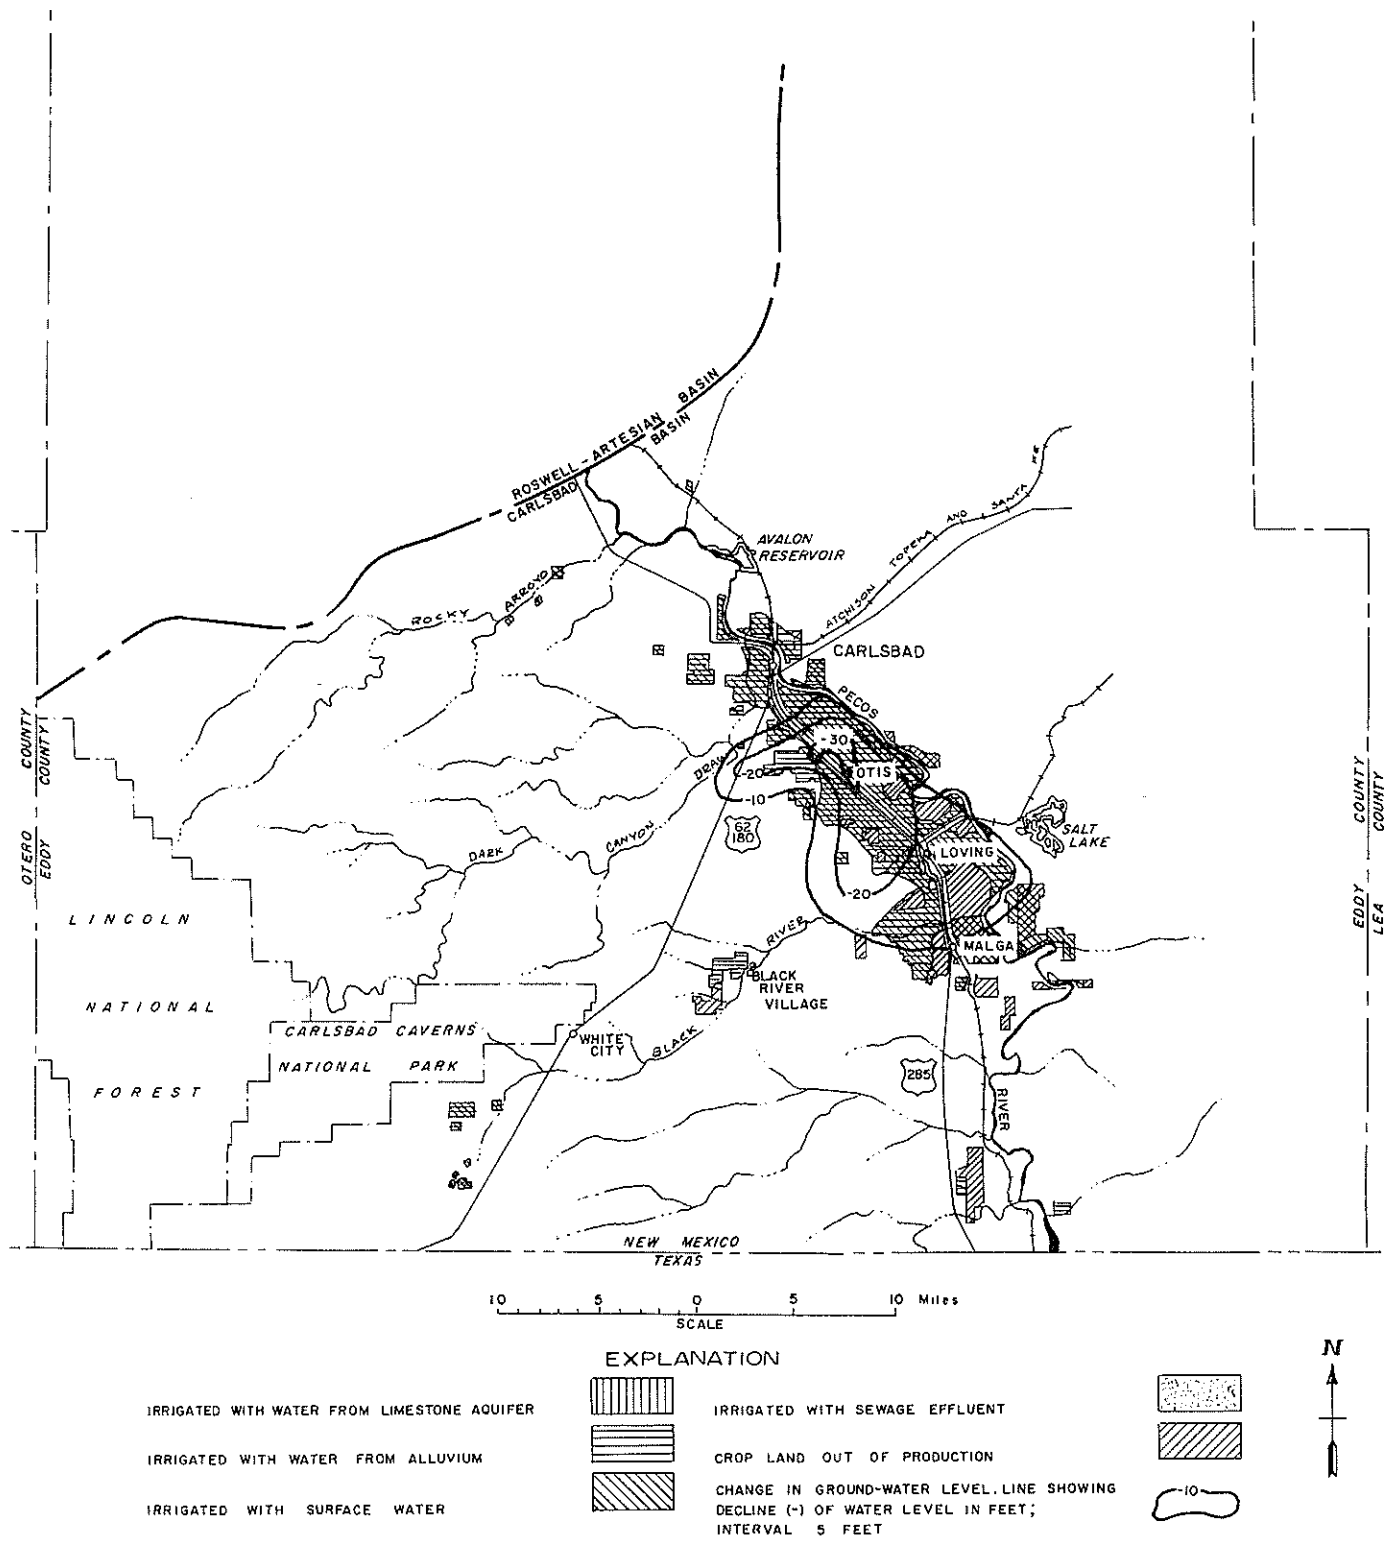 ROSWELL - ARTESIAN BASIN
CARLSBAD BASIN
AVALON
RESERVOIR
ATCHISON TOPEKA AND SANTA FE
ROCKY ARROYO
CARLSBAD
PECOS
-30
OTIS
DRAW
-20
-10
62
180
CANYON
DARK
SALT
LAKE
LOVING
-20
OTERO COUNTY
EDDY COUNTY
EDDY COUNTY
LEA COUNTY
LINCOLN
NATIONAL
FOREST
RIVER
MALGA
BLACK
RIVER
VILLAGE
CARLSBAD CAVERNS
NATIONAL PARK
WHITE
CITY
BLACK
285
RIVER
NEW MEXICO
TEXAS
10 5 0 5 10 Miles
SCALE
EXPLANATION
IRRIGATED WITH WATER FROM LIMESTONE AQUIFER
IRRIGATED WITH WATER FROM ALLUVIUM
IRRIGATED WITH SURFACE WATER
IRRIGATED WITH SEWAGE EFFLUENT
CROP LAND OUT OF PRODUCTION
CHANGE IN GROUND-WATER LEVEL. LINE SHOWING
DECLINE (-) OF WATER LEVEL IN FEET;
INTERVAL 5 FEET
-10
N